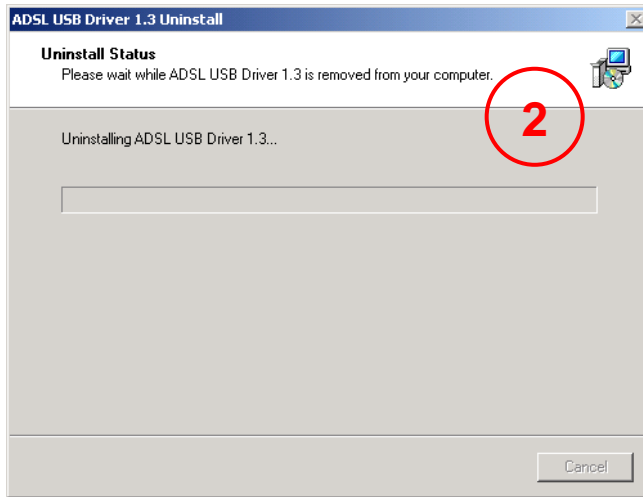 ADSL USB Driver 1.3 Uninstall
Uninstall Status
Please wait while ADSL USB Driver 1.3 is removed from your computer.
2
Uninstalling ADSL USB Driver 1.3...
Cancel